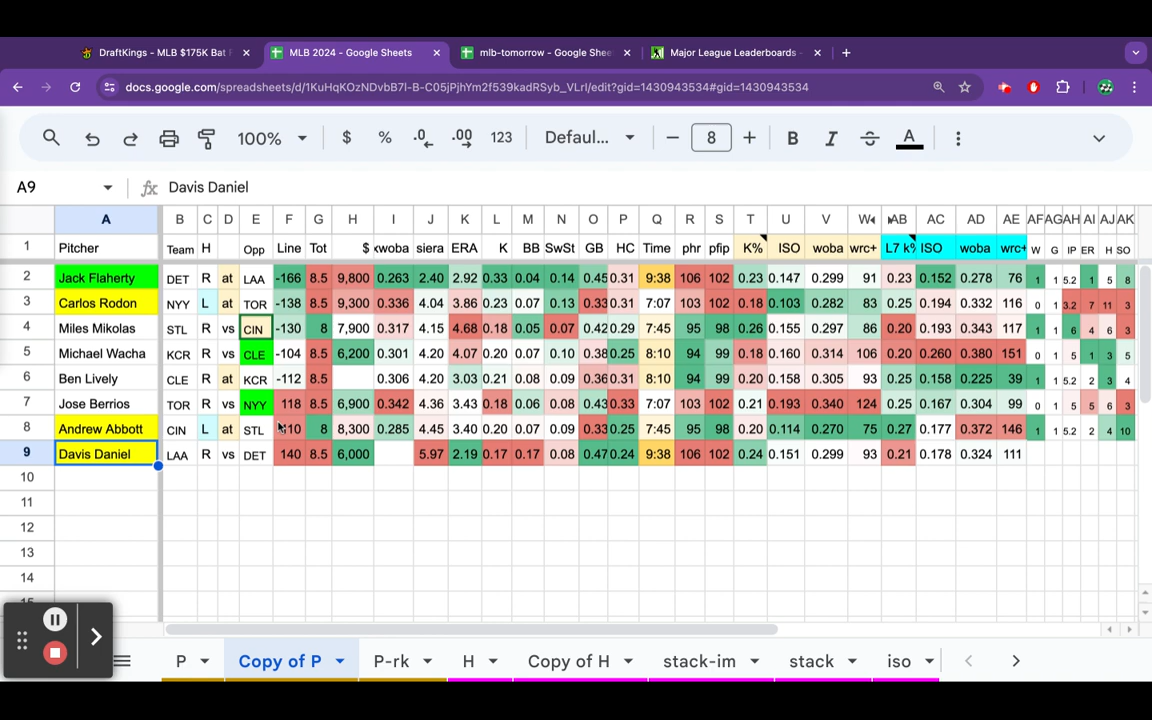 DraftKings - MLB $175K Bat F
MLB 2024 - Google Sheets
mlb-tomorrow - Google Shee
Major League Leaderboards -
docs.google.com/spreadsheets/d/1KuHqKOzNDvbB7l-B-C05jPjhYm2f539kadRSyb_VLrI/edit?gid=1430943534#gid=1430943534
100% $ % .0 .00 123 Defaul... 8 B I A
A9 fx Davis Daniel
A B C D E F G H I J K L M N O P Q R S T U V W AB AC AD AE AF AG AH AI AJ AK
1 Pitcher Team H Opp Line Tot $ xwoba siera ERA K BB SwSt GB HC Time phr pfip K% ISO woba wrc+ L7 k% ISO woba wrc+ W G IP ER H SO
2 Jack Flaherty DET R at LAA -166 8.5 9,800 0.263 2.40 2.92 0.33 0.04 0.14 0.45 0.31 9:38 106 102 0.23 0.147 0.299 91 0.23 0.152 0.278 76 1 1 5.2 1 5 8
3 Carlos Rodon NYY L at TOR -138 8.5 9,300 0.336 4.04 3.86 0.23 0.07 0.13 0.33 0.31 7:07 103 102 0.18 0.103 0.282 83 0.25 0.194 0.332 116 0 1 3.2 7 11 3
4 Miles Mikolas STL R vs CIN -130 8 7,900 0.317 4.15 4.68 0.18 0.05 0.07 0.42 0.29 7:45 95 98 0.26 0.155 0.297 86 0.20 0.193 0.343 117 1 1 6 4 6 3
5 Michael Wacha KCR R vs CLE -104 8.5 6,200 0.301 4.20 4.07 0.20 0.07 0.10 0.38 0.25 8:10 94 99 0.18 0.160 0.314 106 0.20 0.260 0.380 151 0 1 5 1 3 5
6 Ben Lively CLE R at KCR -112 8.5 0.306 4.20 3.03 0.21 0.08 0.09 0.36 0.31 8:10 94 99 0.20 0.158 0.305 93 0.25 0.158 0.225 39 1 1 5.2 2 3 4
7 Jose Berrios TOR R vs NYY 118 8.5 6,900 0.342 4.36 3.43 0.18 0.06 0.08 0.43 0.33 7:07 103 102 0.21 0.193 0.340 124 0.25 0.167 0.304 99 0 1 5 5 6 3
8 Andrew Abbott CIN L at STL 10 8 8,300 0.285 4.45 3.40 0.20 0.07 0.09 0.33 0.25 7:45 95 98 0.20 0.114 0.270 75 0.27 0.177 0.372 146 1 1 5.2 2 4 10
9 Davis Daniel LAA R vs DET 140 8.5 6,000 5.97 2.19 0.17 0.17 0.08 0.47 0.24 9:38 106 102 0.24 0.151 0.299 93 0.21 0.178 0.324 111
10
11
12
13
14
P Copy of P P-rk H Copy of H stack-im stack iso